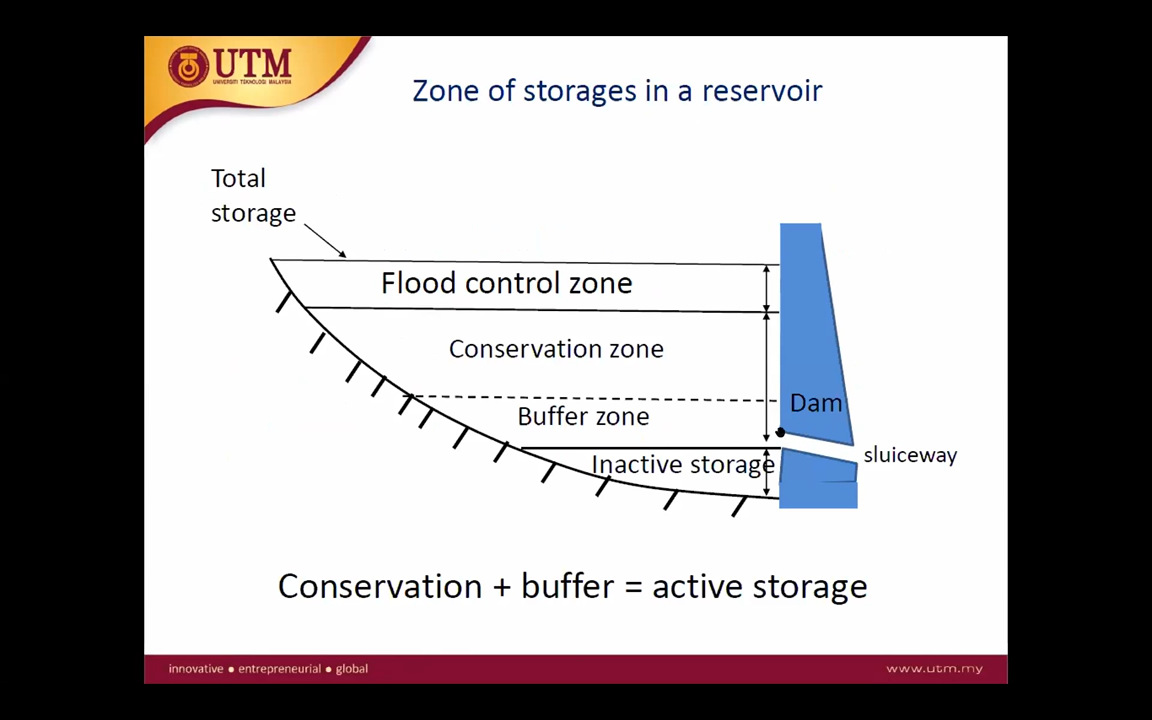 UTM
UNIVERSITI TEKNOLOGI MALAYSIA
Zone of storages in a reservoir
Total
storage
Flood control zone
Conservation zone
Dam
Buffer zone
sluiceway
Inactive storage
Conservation + buffer = active storage
innovative ● entrepreneurial ● global
www.utm.my